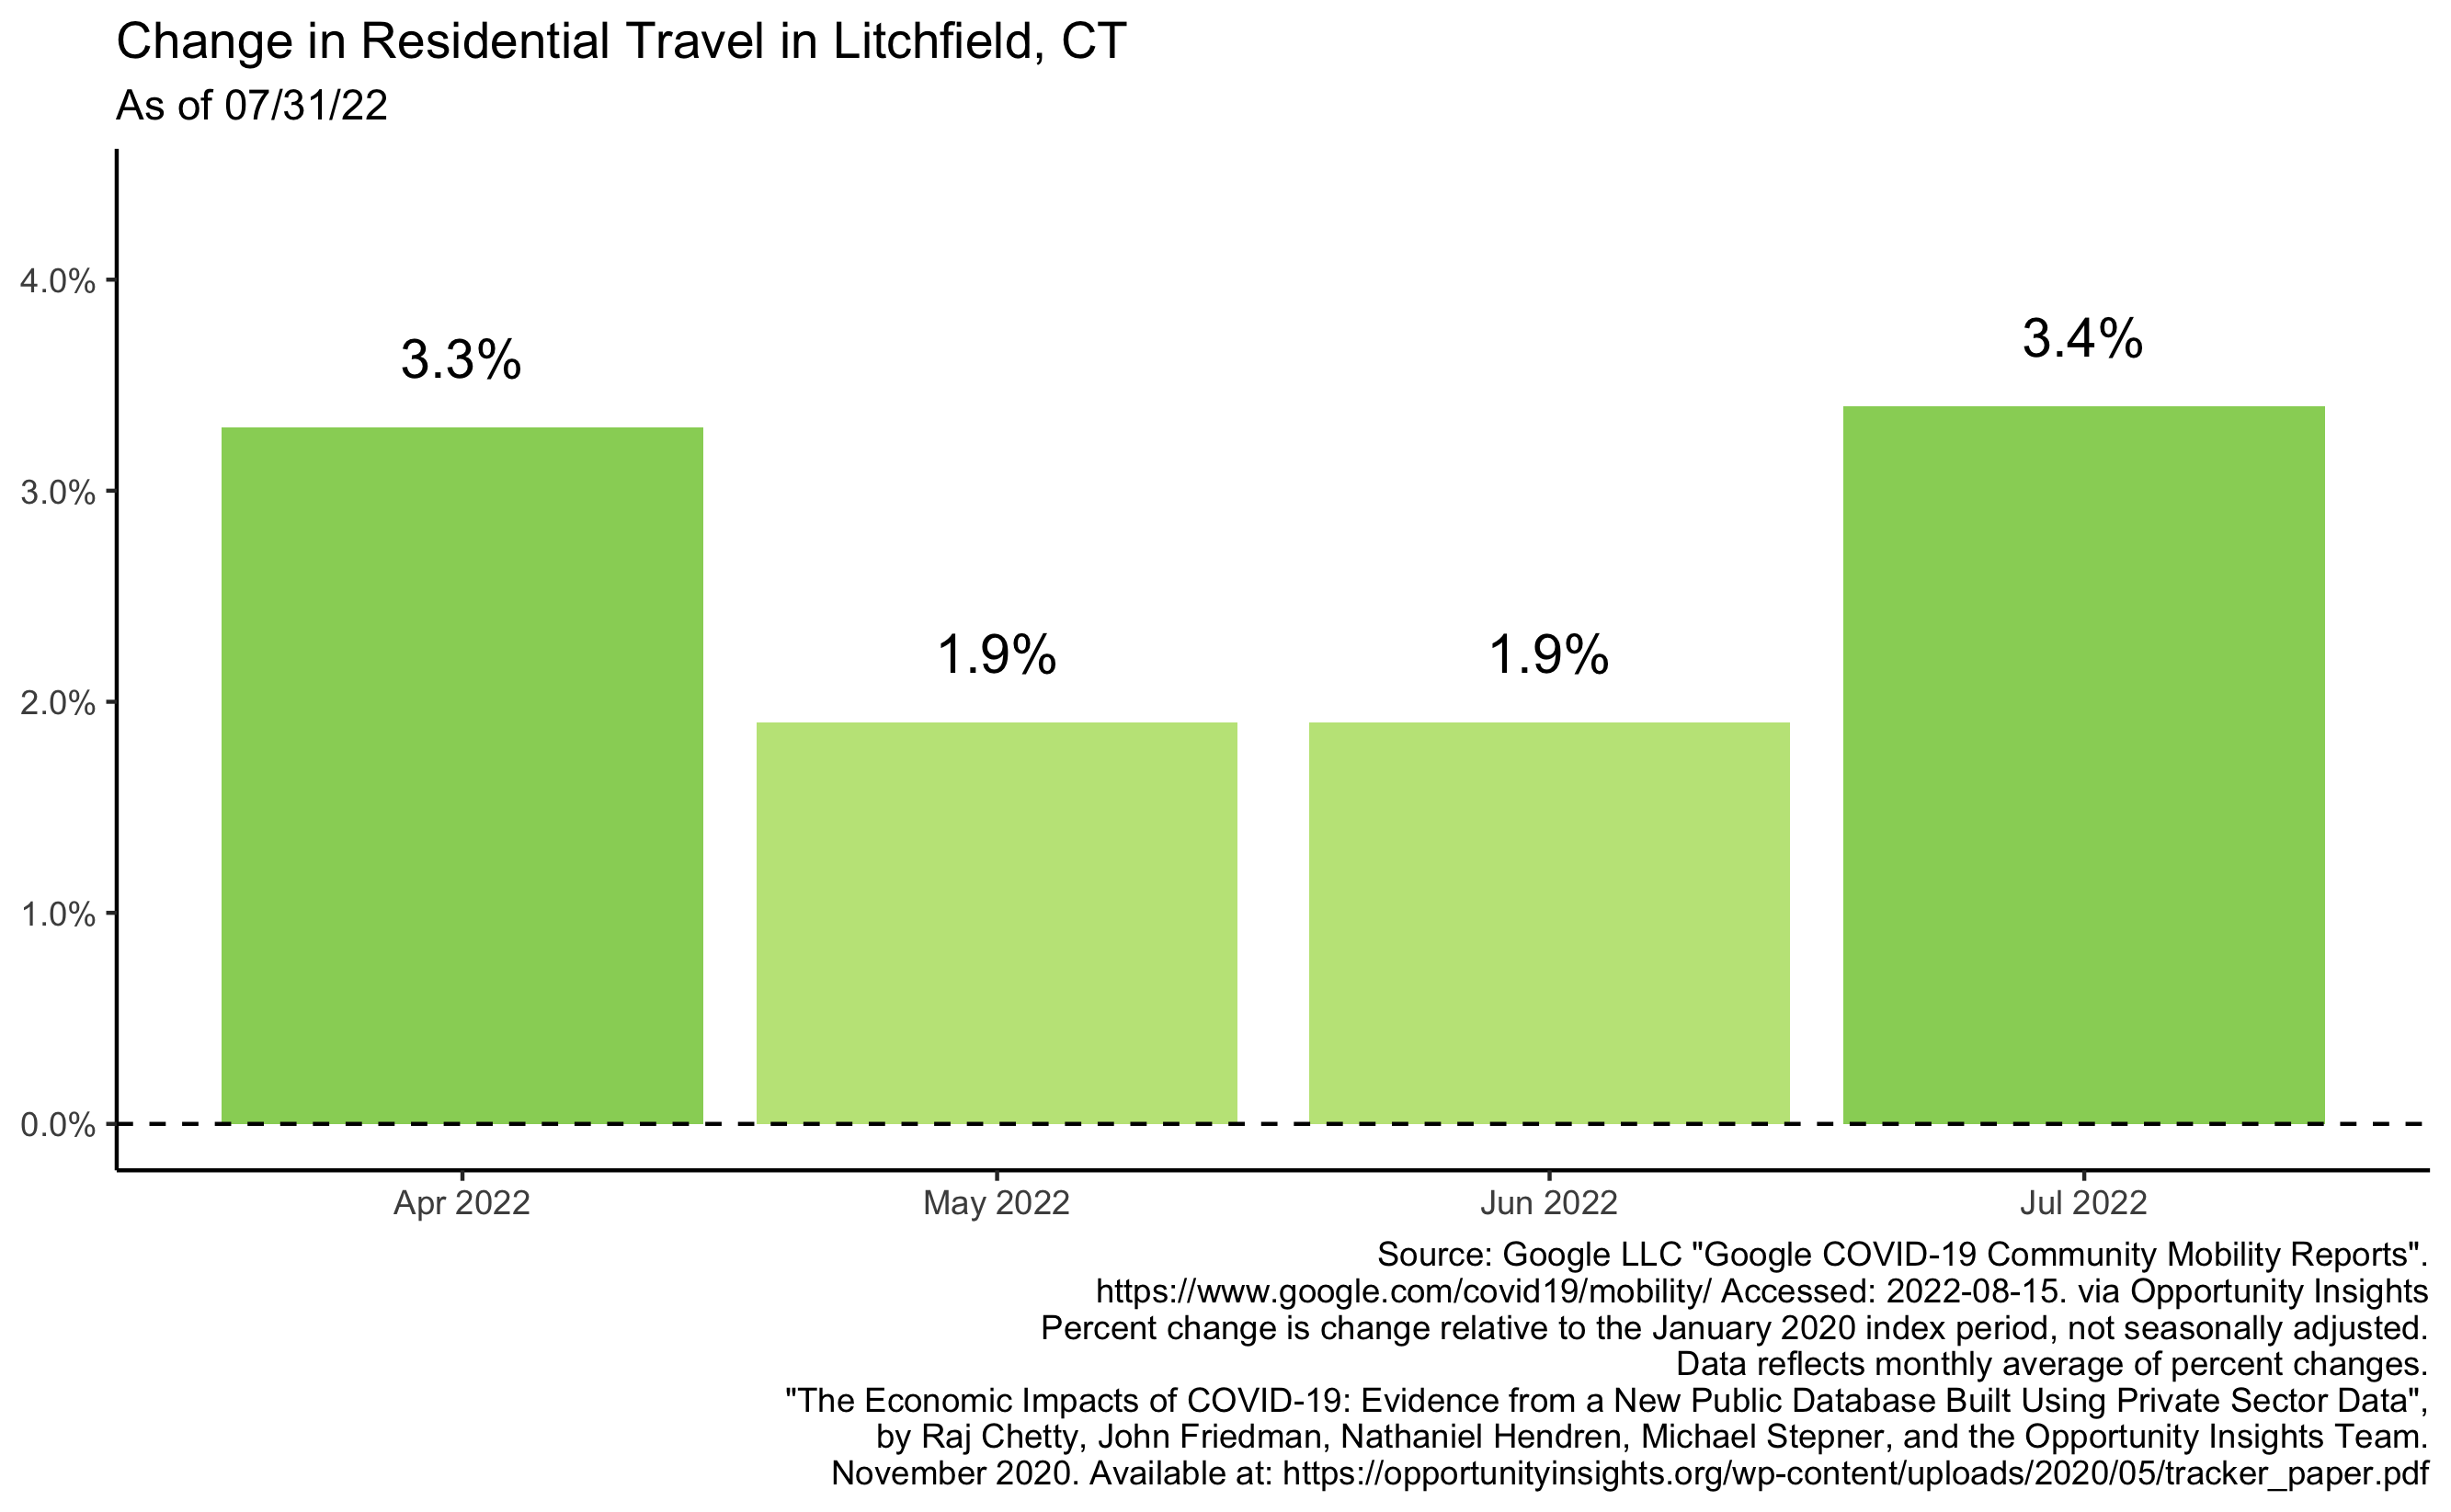 Change in Residential Travel in Litchfield, CT
As of 07/31/22
4.0%
3.0%
2.0%
1.0%
0.0%
3.3%
1.9%
1.9%
3.4%
Apr 2022
May 2022
Jun 2022
Jul 2022
Source: Google LLC "Google COVID-19 Community Mobility Reports".
https://www.google.com/covid19/mobility/ Accessed: 2022-08-15. via Opportunity Insights
Percent change is change relative to the January 2020 index period, not seasonally adjusted.
Data reflects monthly average of percent changes.
"The Economic Impacts of COVID-19: Evidence from a New Public Database Built Using Private Sector Data",
by Raj Chetty, John Friedman, Nathaniel Hendren, Michael Stepner, and the Opportunity Insights Team.
November 2020. Available at: https://opportunityinsights.org/wp-content/uploads/2020/05/tracker_paper.pdf